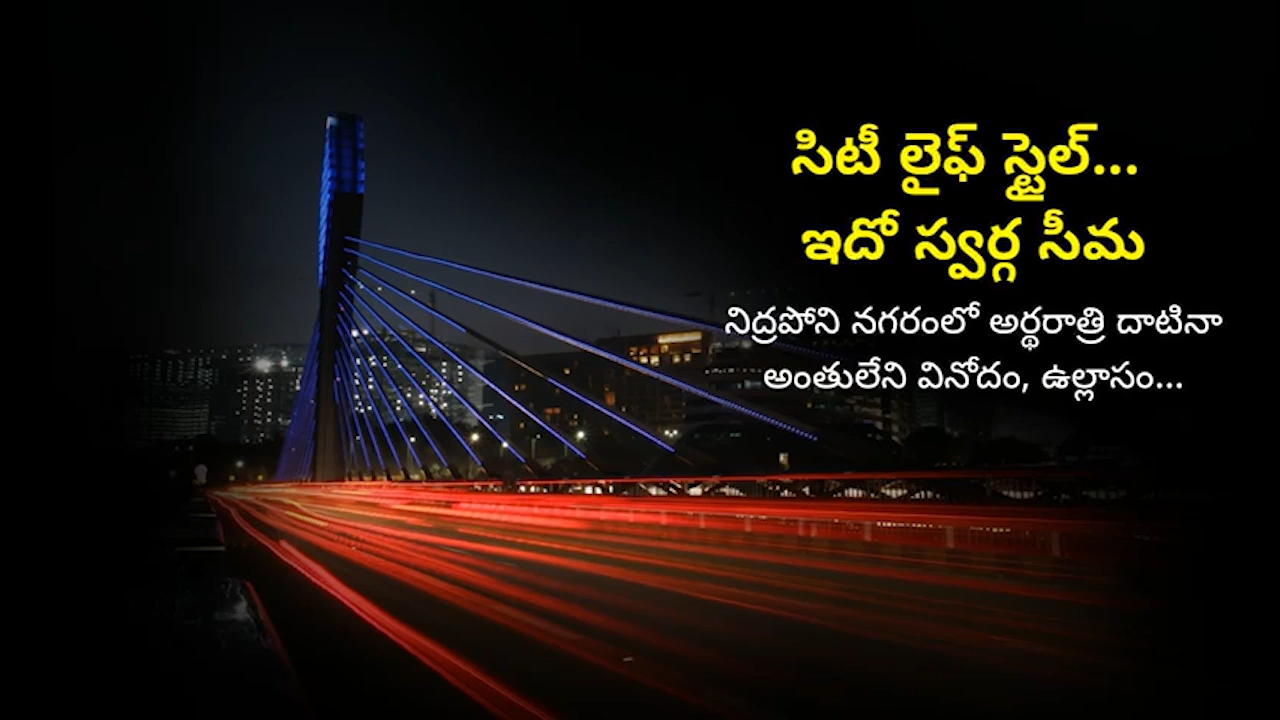 సిటీ లైఫ్ స్టైల్...
ఇదో స్వర్గ సీమ
నిద్రపోని నగరంలో అర్థరాత్రి దాటినా
అంతులేని వినోదం, ఉల్లాసం...